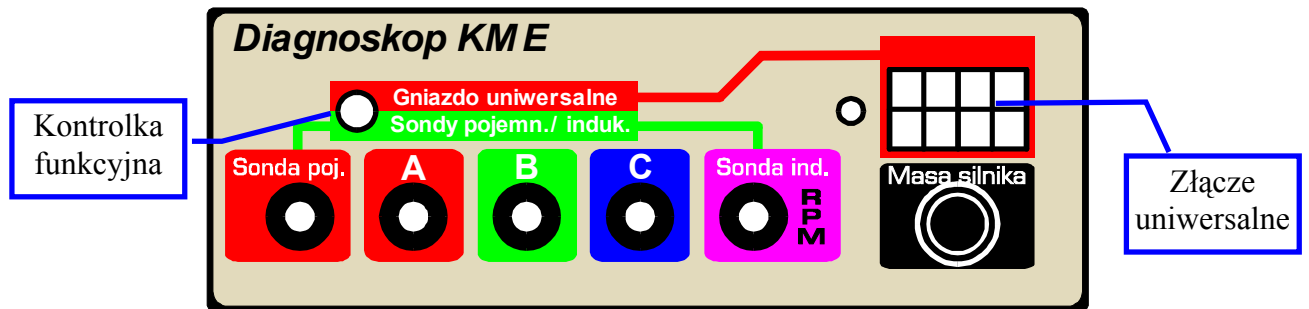 Diagnoskop KME
Gniazdo uniwersalne
Sondy pojemn./ induk.
Kontrolka
funkcyjna
Sonda poj.
A
B
C
Sonda ind.
RPM
Masa silnika
Złącze
uniwersalne